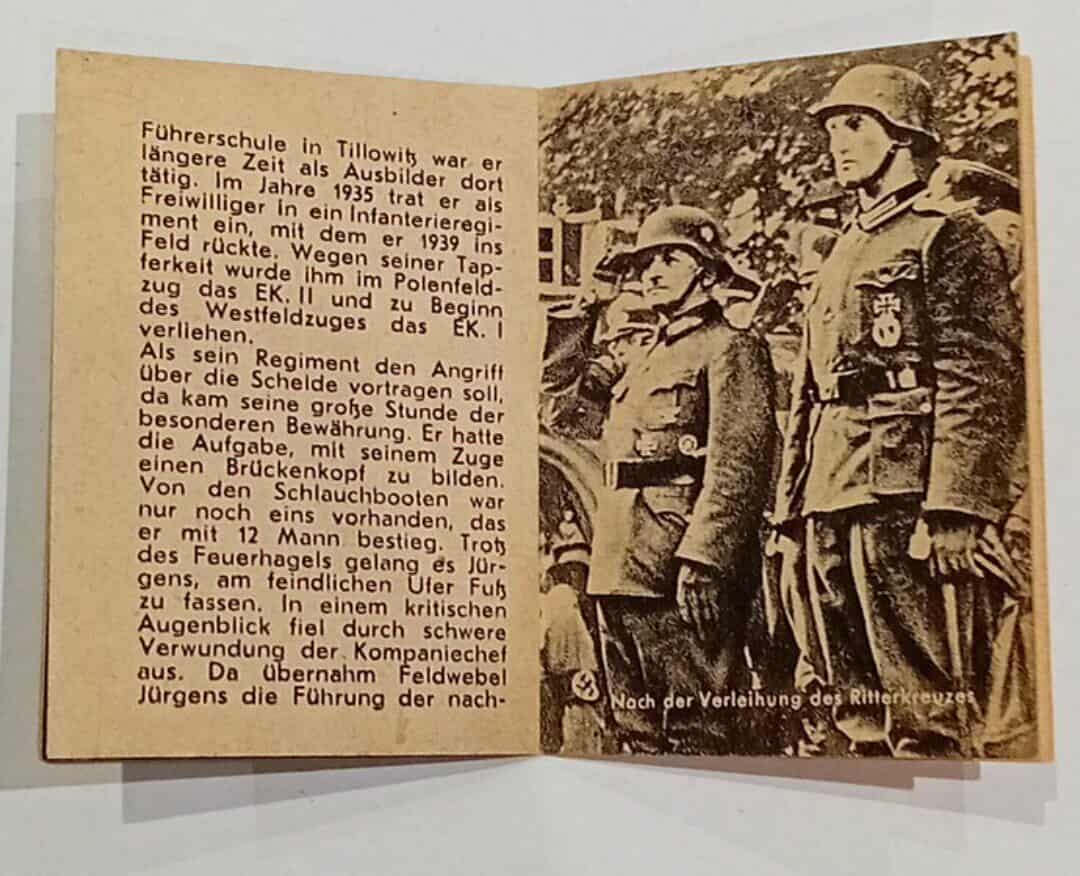 Führerschule in Tillowitz war er
längere Zeit als Ausbilder dort
tätig. Im Jahre 1935 trat er als
Freiwilliger in ein Infanterieregi-
ment ein, mit dem er 1939 ins
Feld rückte. Wegen seiner Tap-
ferkeit wurde ihm im Polenfeld-
zug das EK. II und zu Beginn
des Westfeldzuges das EK. I
verliehen.
Als sein Regiment den Angriff
über die Schelde vortragen soll,
da kam seine große Stunde der
besonderen Bewährung. Er hatte
die Aufgabe, mit seinem Zuge
einen Brückenkopf zu bilden.
Von den Schlauchbooten war
nur noch eins vorhanden, das
er mit 12 Mann bestieg. Trotz
des Feuerhagels gelang es Jür-
gens, am feindlichen Ufer Fuß
zu fassen. In einem kritischen
Augenblick fiel durch schwere
Verwundung der Kompaniechef
aus. Da übernahm Feldwebel
Jürgens die Führung der nach-
Nach der Verleihung des Ritterkreuzes